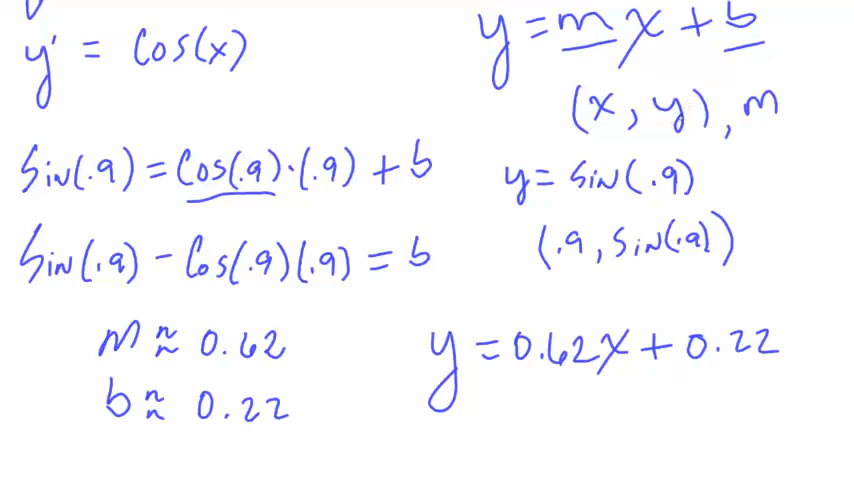 y' = Cos(x)
y = mx + b
(x, y), m
Sin(.9) = Cos(.9)·(.9) + b
y = Sin(.9)
(.9, Sin(.9))
Sin(.9) - Cos(.9)(.9) = b
m ≈ 0.62
b ≈ 0.22
y = 0.62x + 0.22